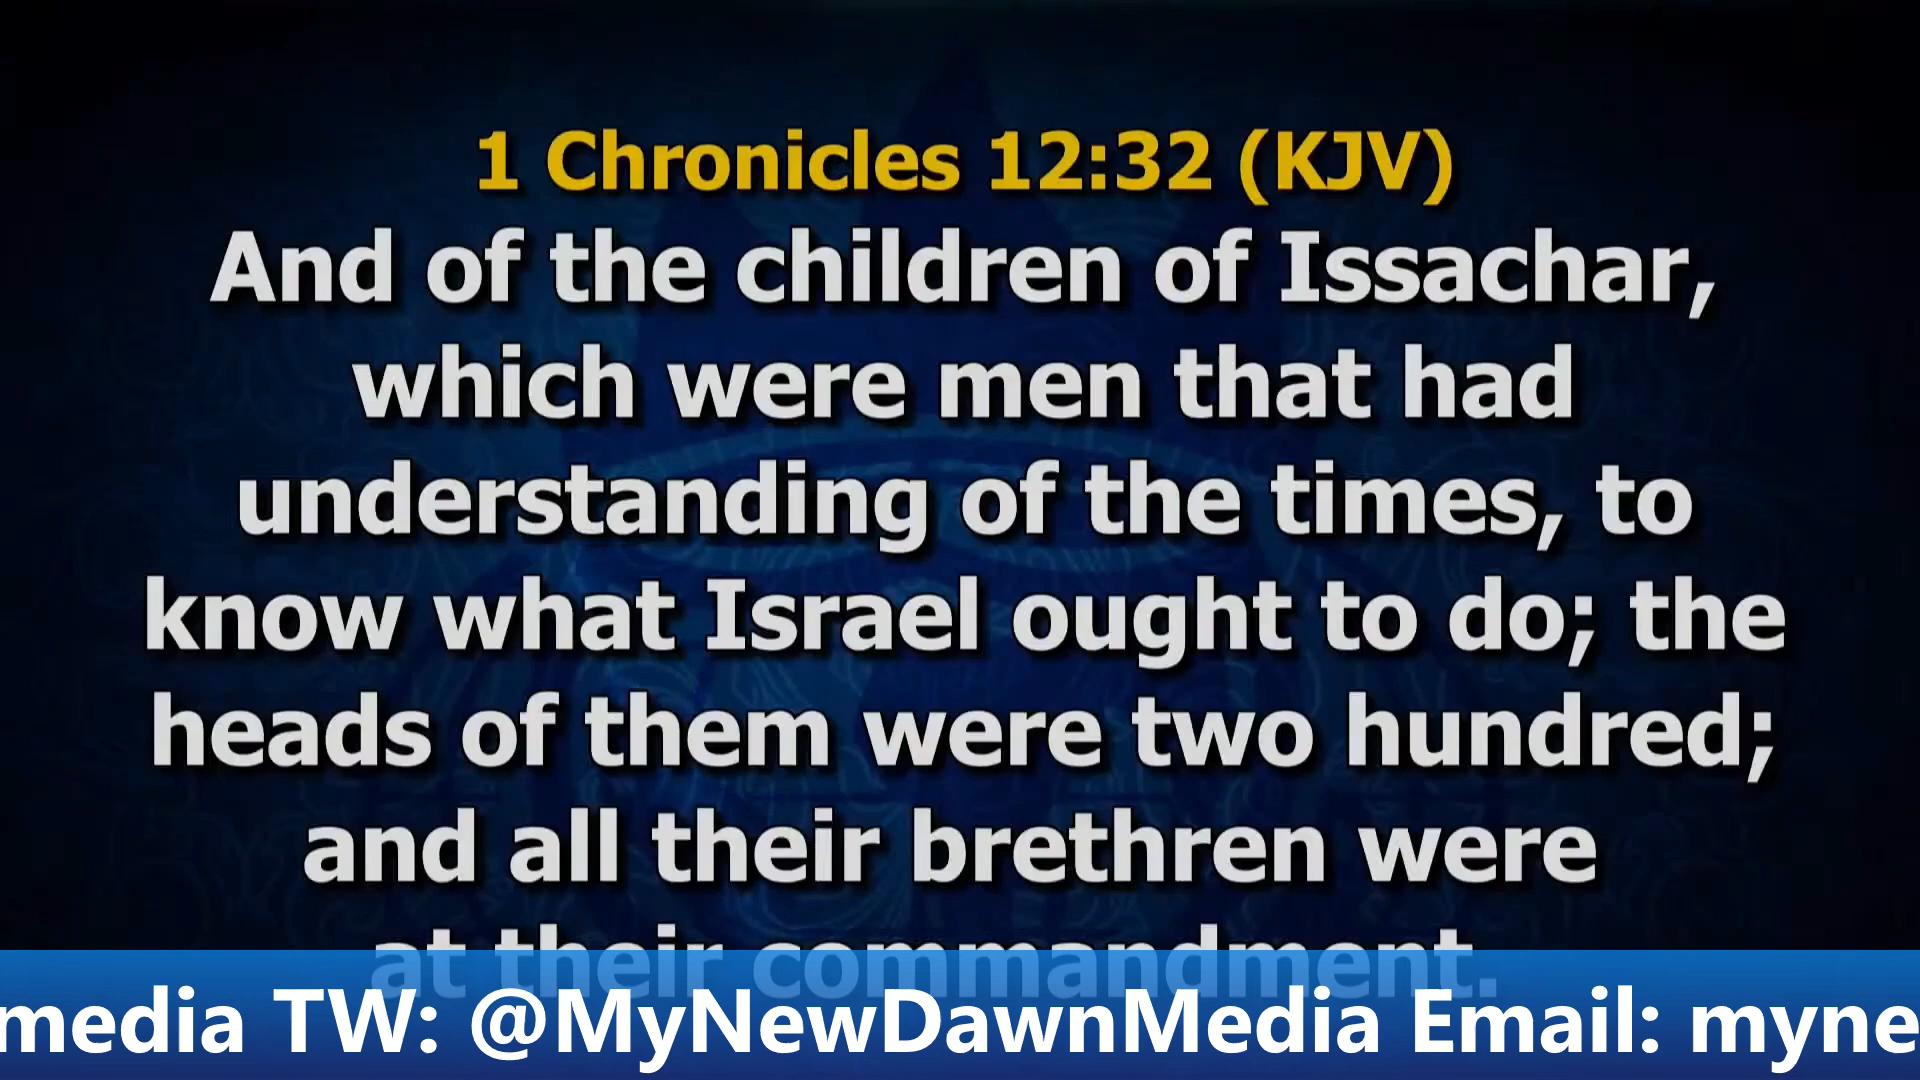 1 Chronicles 12:32 (KJV)
And of the children of Issachar,
which were men that had
understanding of the times, to
know what Israel ought to do; the
heads of them were two hundred;
and all their brethren were
at their commandment.
media TW: @MyNewDawnMedia Email: myne